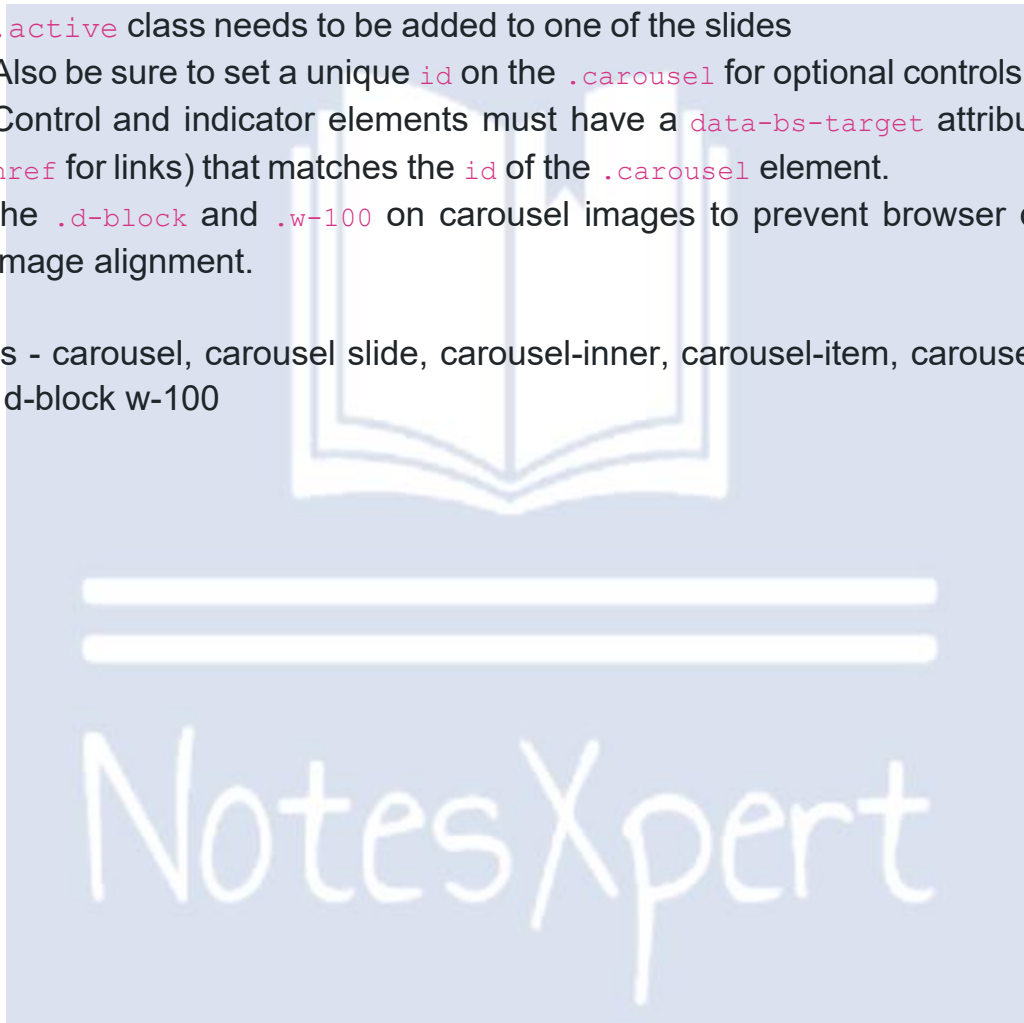 .active class needs to be added to one of the slides
Also be sure to set a unique id on the .carousel for optional controls
Control and indicator elements must have a data-bs-target attribu
href for links) that matches the id of the .carousel element.
he .d-block and .w-100 on carousel images to prevent browser
mage alignment.
s - carousel, carousel slide, carousel-inner, carousel-item, carouse
d-block w-100
NotesXpert